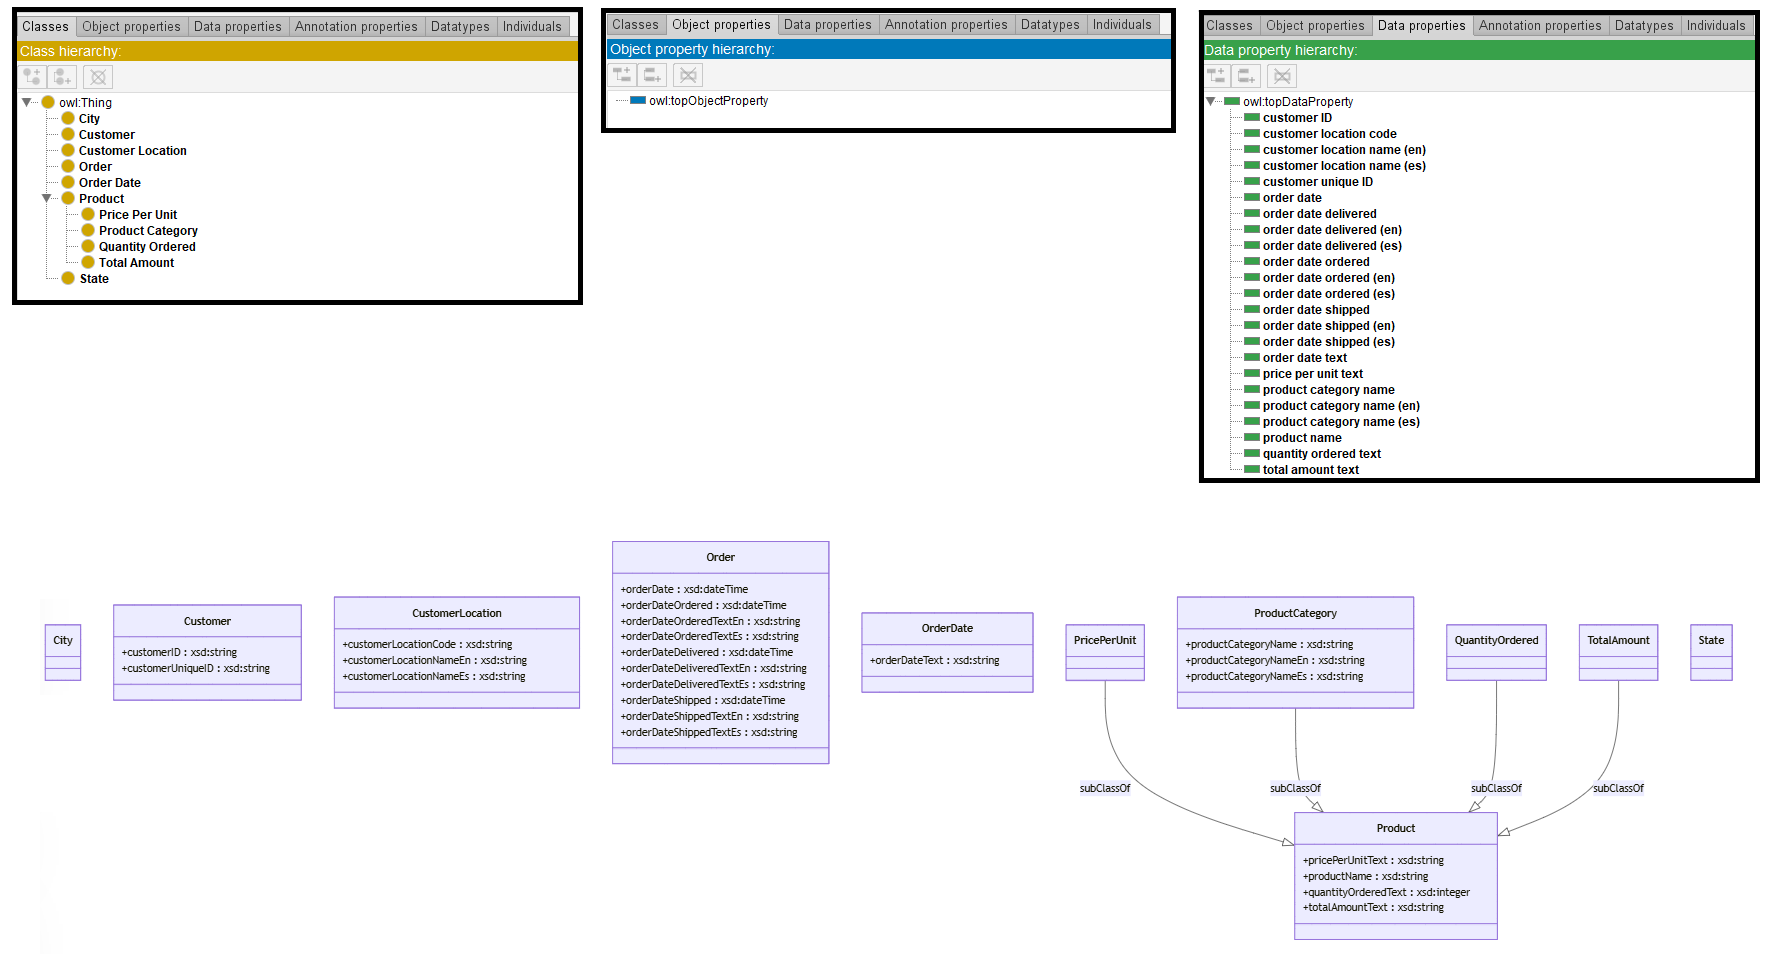 Classes Object properties Data properties Annotation properties Datatypes Individuals
Class hierarchy:
owl:Thing
City
Customer
Customer Location
Order
Order Date
Product
Price Per Unit
Product Category
Quantity Ordered
Total Amount
State
Classes Object properties Data properties Annotation properties Datatypes Individuals
Object property hierarchy:
owl:topObjectProperty
Classes Object properties Data properties Annotation properties Datatypes Individuals
Data property hierarchy:
owl:topDataProperty
customer ID
customer location code
customer location name (en)
customer location name (es)
customer unique ID
order date
order date delivered
order date delivered (en)
order date delivered (es)
order date ordered
order date ordered (en)
order date ordered (es)
order date shipped
order date shipped (en)
order date shipped (es)
order date text
price per unit text
product category name
product category name (en)
product category name (es)
product name
quantity ordered text
total amount text
City
Customer
+customerID : xsd:string
+customerUniqueID : xsd:string
CustomerLocation
+customerLocationCode : xsd:string
+customerLocationNameEn : xsd:string
+customerLocationNameEs : xsd:string
Order
+orderDate : xsd:dateTime
+orderDateOrdered : xsd:dateTime
+orderDateOrderedTextEn : xsd:string
+orderDateOrderedTextEs : xsd:string
+orderDateDelivered : xsd:dateTime
+orderDateDeliveredTextEn : xsd:string
+orderDateDeliveredTextEs : xsd:string
+orderDateShipped : xsd:dateTime
+orderDateShippedTextEn : xsd:string
+orderDateShippedTextEs : xsd:string
OrderDate
+orderDateText : xsd:string
PricePerUnit
ProductCategory
+productCategoryName : xsd:string
+productCategoryNameEn : xsd:string
+productCategoryNameEs : xsd:string
QuantityOrdered
TotalAmount
State
subClassOf
subClassOf
subClassOf
subClassOf
Product
+pricePerUnitText : xsd:string
+productName : xsd:string
+quantityOrderedText : xsd:integer
+totalAmountText : xsd:string